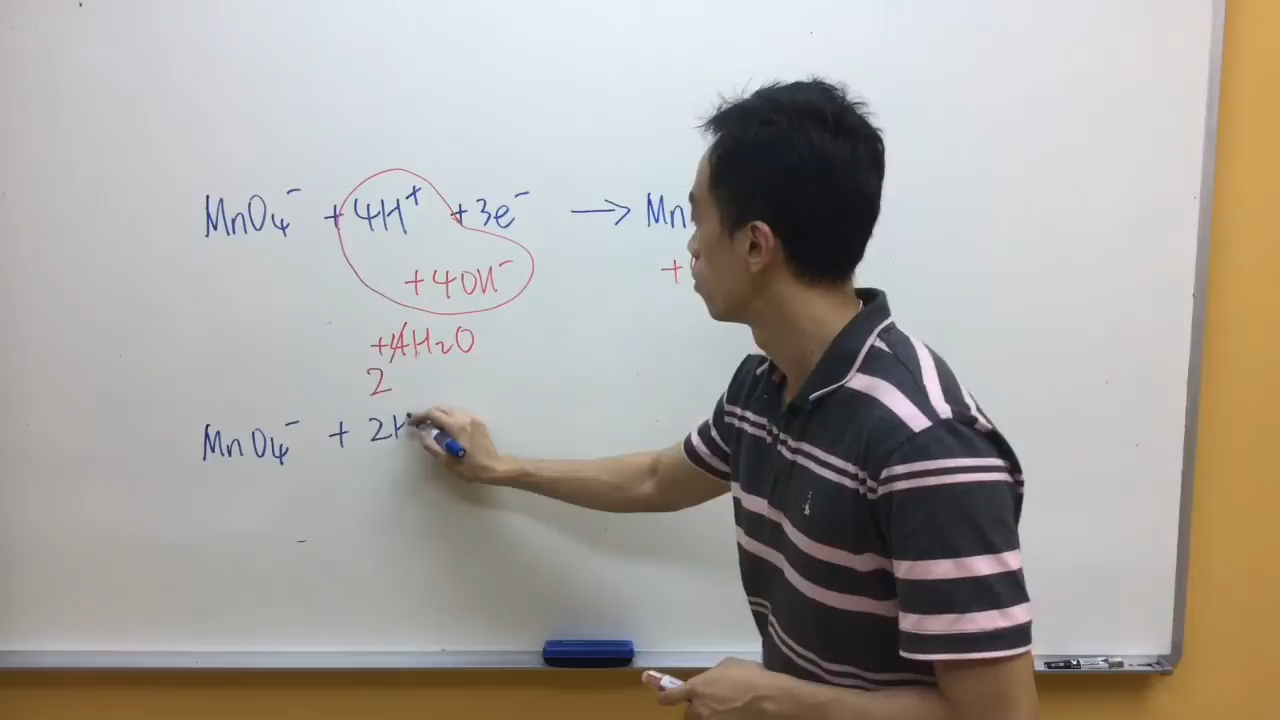 MnO₄⁻ + 4H⁺ + 3e⁻ → Mn
+ 4OH⁻ +
+ 4H₂O
2
MnO₄⁻ + 2H